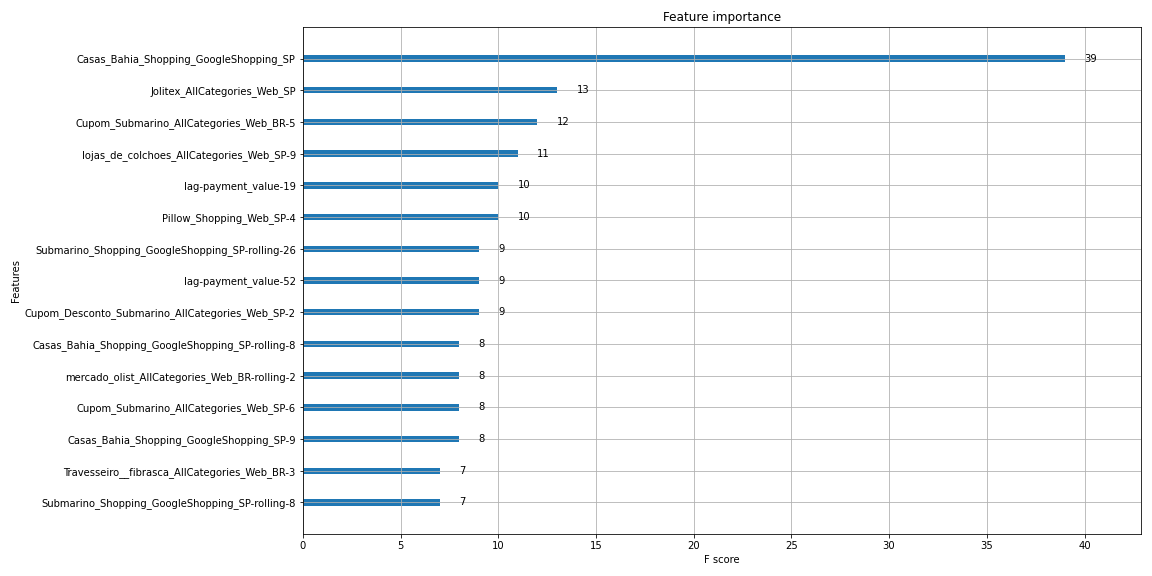 Feature importance
Casas_Bahia_Shopping_GoogleShopping_SP 39
Jolitex_AllCategories_Web_SP 13
Cupom_Submarino_AllCategories_Web_BR-5 12
lojas_de_colchoes_AllCategories_Web_SP-9 11
lag-payment_value-19 10
Pillow_Shopping_Web_SP-4 10
Submarino_Shopping_GoogleShopping_SP-rolling-26 9
lag-payment_value-52 9
Cupom_Desconto_Submarino_AllCategories_Web_SP-2 9
Casas_Bahia_Shopping_GoogleShopping_SP-rolling-8 8
mercado_olist_AllCategories_Web_BR-rolling-2 8
Cupom_Submarino_AllCategories_Web_SP-6 8
Casas_Bahia_Shopping_GoogleShopping_SP-9 8
Travesseiro__fibrasca_AllCategories_Web_BR-3 7
Submarino_Shopping_GoogleShopping_SP-rolling-8 7
Features
0 5 10 15 20 25 30 35 40
F score